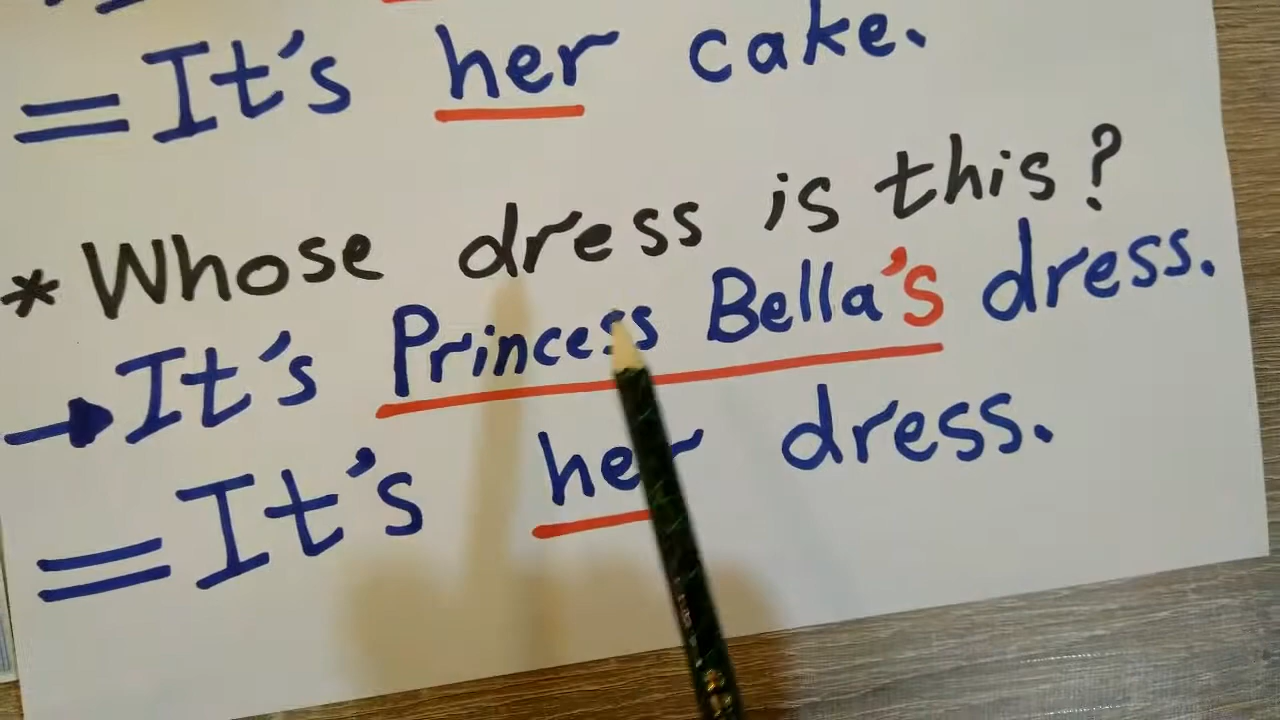 = It's her cake.
* Whose dress is this?
→ It's Princess Bella's dress.
= It's her dress.